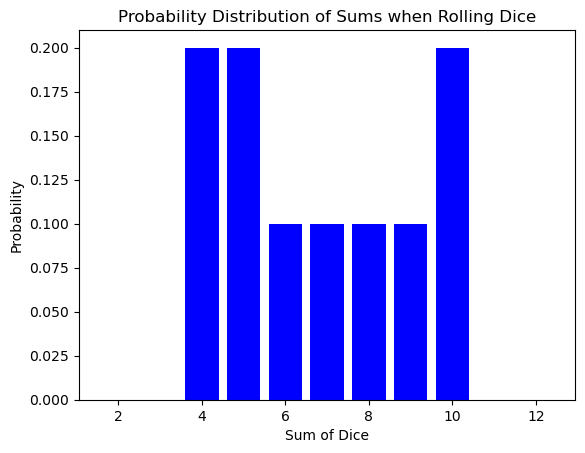 Probability Distribution of Sums when Rolling Dice
0.200
0.175
0.150
0.125
0.100
0.075
0.050
0.025
0.000
Probability
2 4 6 8 10 12
Sum of Dice